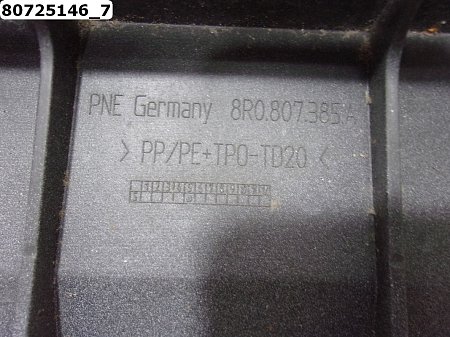 80725146_7
PNE Germany 8R0.807.385.A
> PP/PE+TPO-TD20 <